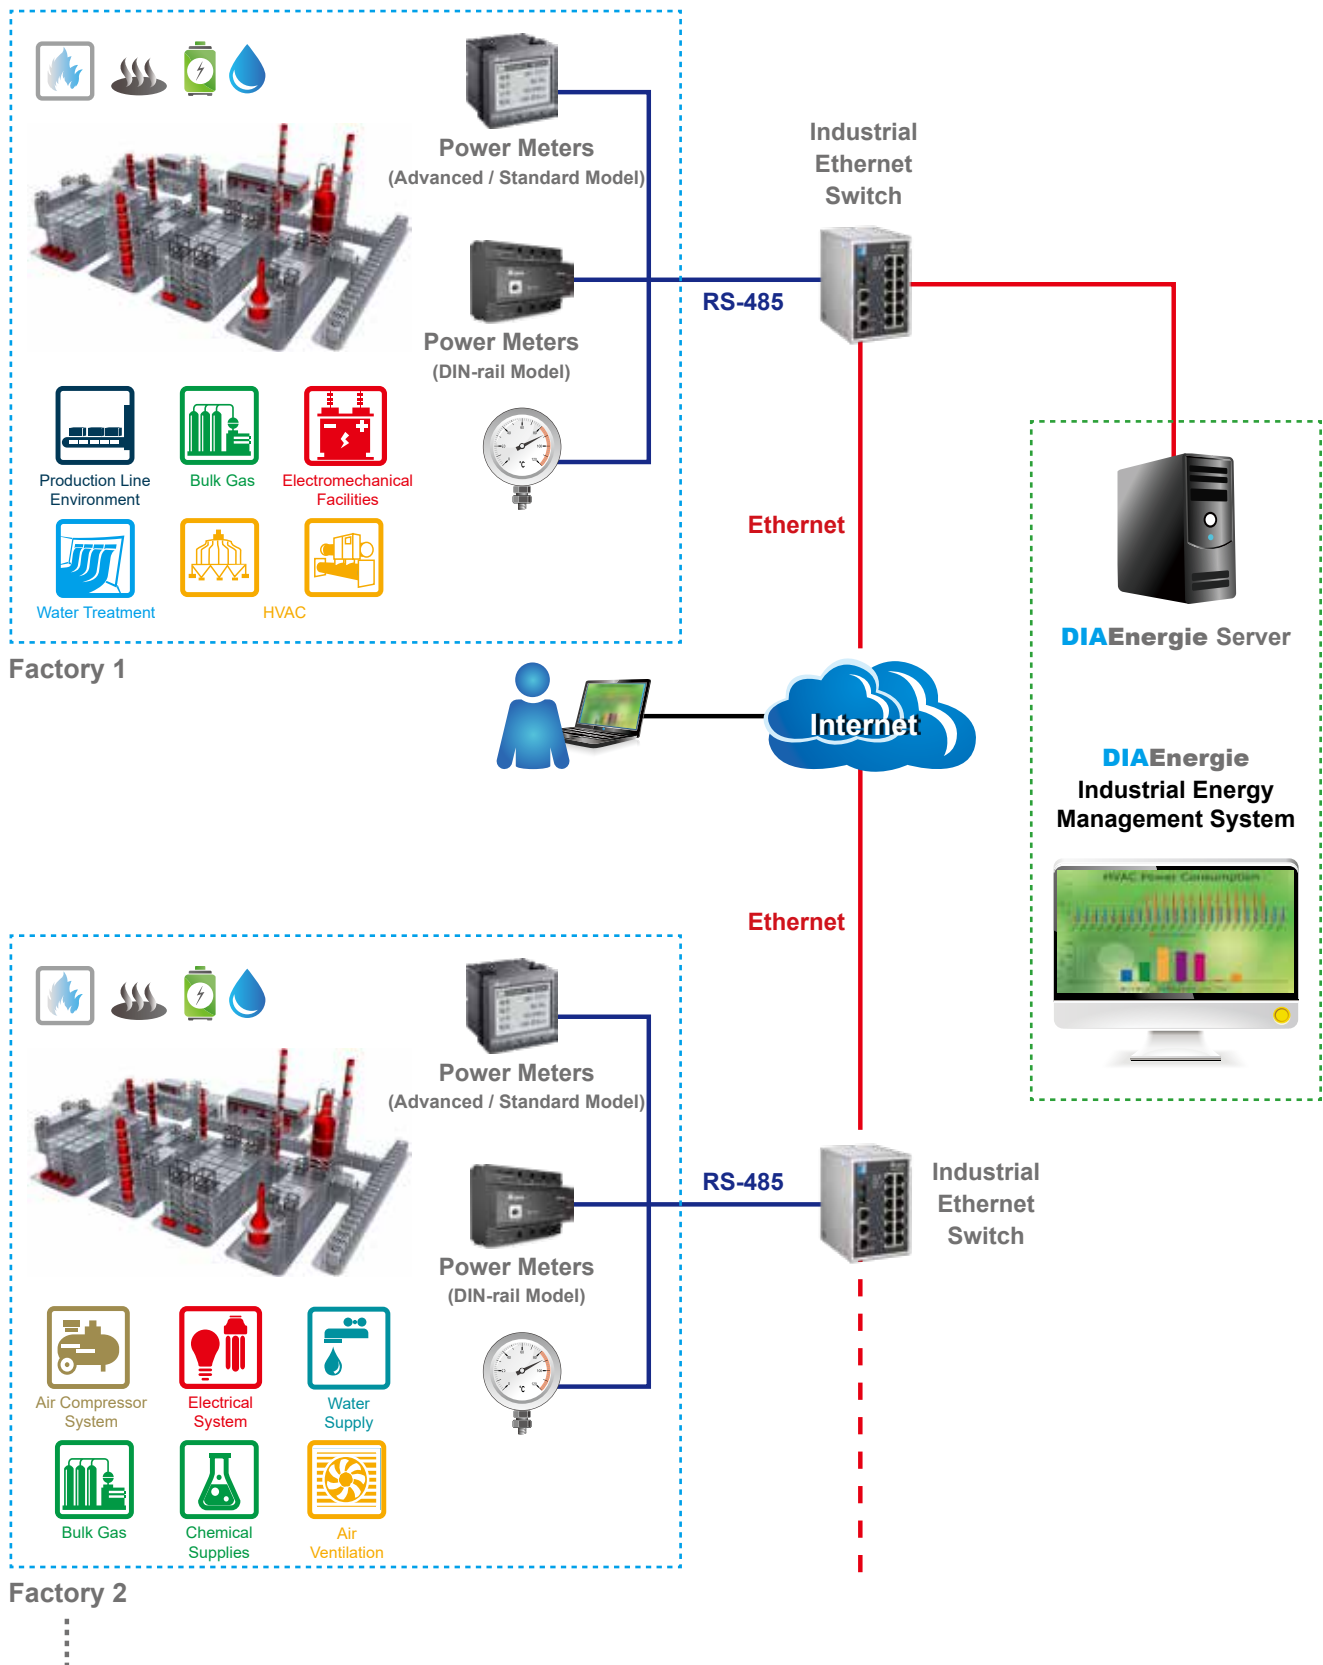 Industrial
Ethernet
Switch
Power Meters
(Advanced / Standard Model)
RS-485
Power Meters
(DIN-rail Model)
°C
Production Line
Environment
Bulk Gas
Electromechanical
Facilities
Water Treatment
HVAC
Ethernet
Factory 1
DIAEnergie Server
Internet
DIAEnergie
Industrial Energy
Management System
HVAC Power Consumption
Ethernet
Power Meters
(Advanced / Standard Model)
RS-485
Industrial
Ethernet
Switch
Power Meters
(DIN-rail Model)
°C
Air Compressor
System
Electrical
System
Water
Supply
Bulk Gas
Chemical
Supplies
Air
Ventilation
Factory 2